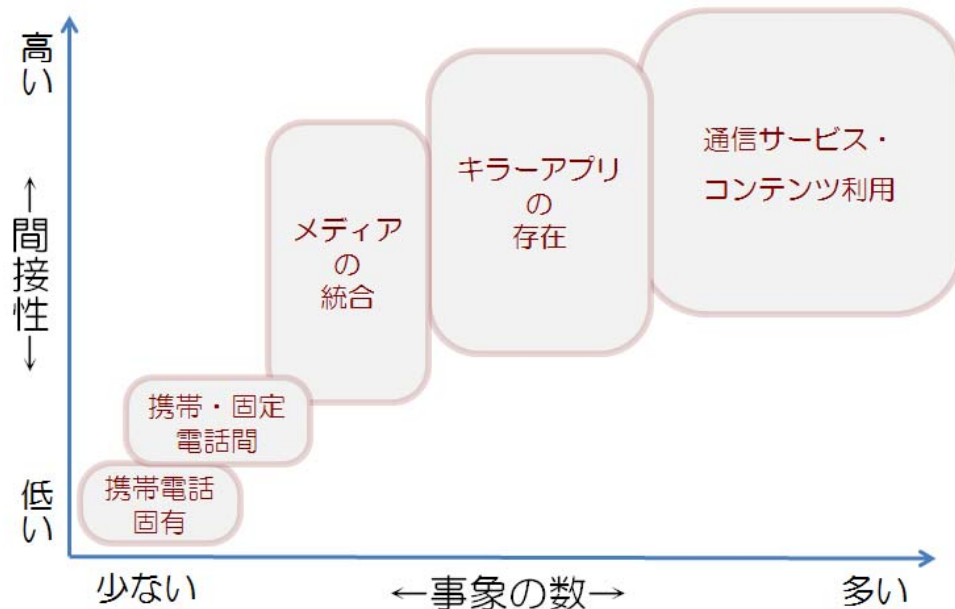 高い
←間接性→
低い
通信サービス・
コンテンツ利用
キラーアプリ
の
存在
メディア
の
統合
携帯・固定
電話間
携帯電話
固有
少ない
←事象の数→
多い